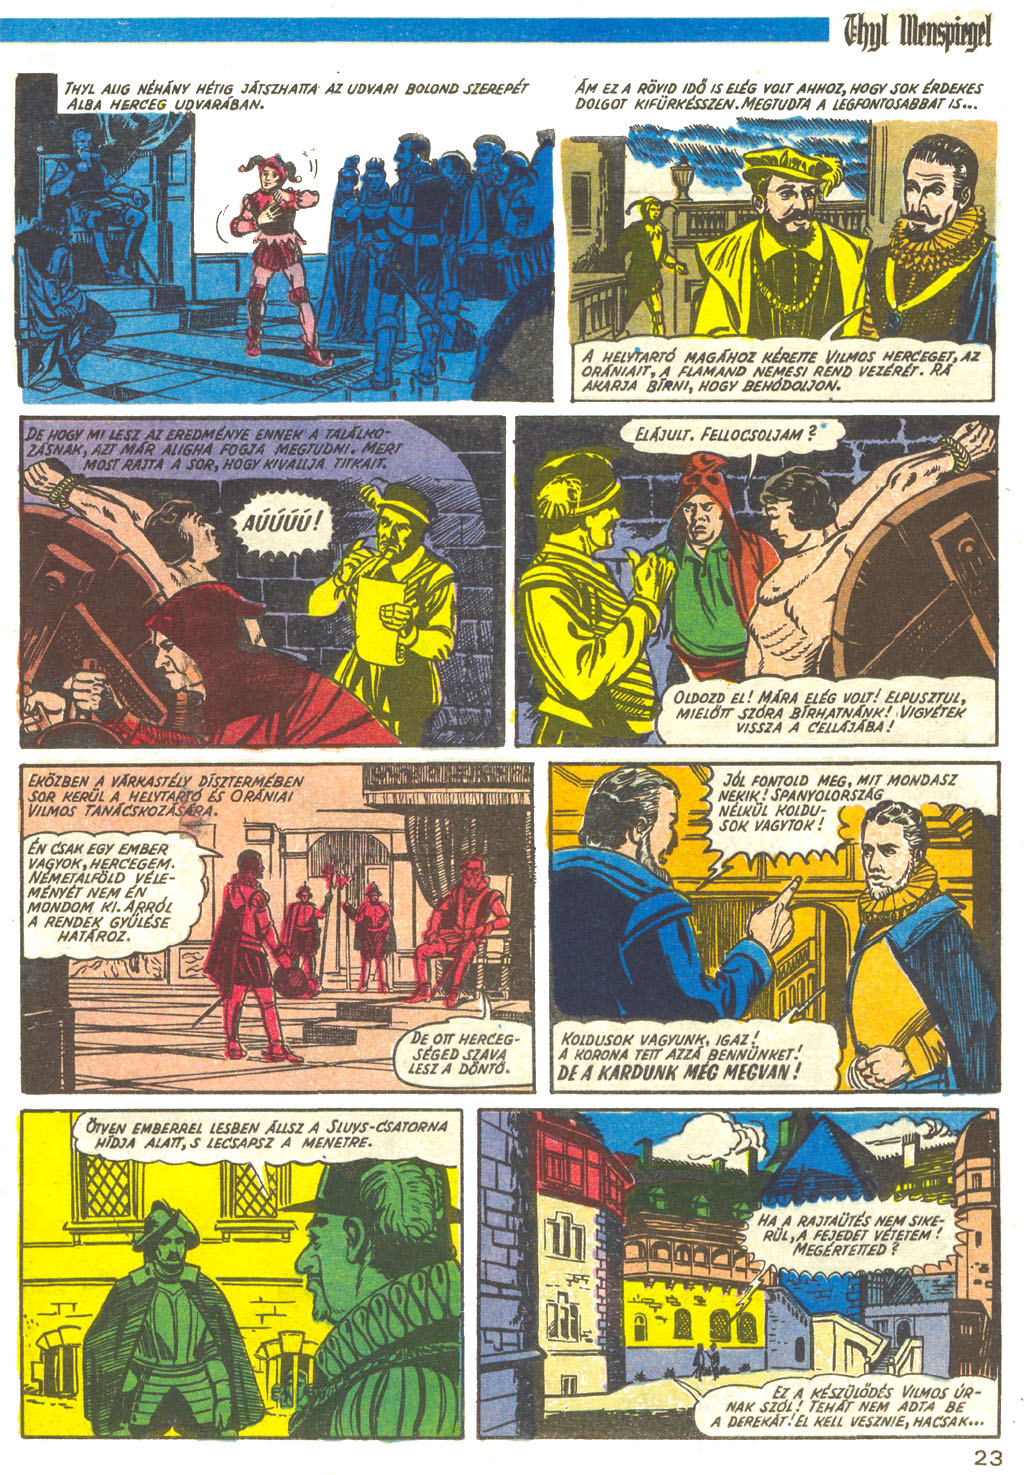 Thyl Ulenspiegel
THYL ALIG NÉHÁNY HÉTIG JÁTSZHATTA AZ UDVARI BOLOND SZEREPÉT
ALBA HERCEG UDVARÁBAN.
ÁM EZ A RÖVID IDŐ IS ELÉG VOLT AHHOZ, HOGY SOK ÉRDEKES
DOLGOT KIFÜRKÉSSZEN. MEGTUDTA A LEGFONTOSABBAT IS...
A HELYTARTÓ MAGÁHOZ KÉRETTE VILMOS HERCEGET, AZ
ORÁNIAIT, A FLAMAND NEMESI REND VEZÉRÉT. RÁ
AKARJA BÍRNI, HOGY BEHÓDOLJON.
DE HOGY MI LESZ AZ EREDMÉNYE ENNEK A TALÁLKO-
ZÁSNAK, AZT MÁR ALIGHA FOGJA MEGTUDNI. MERT
MOST RAJTA A SOR, HOGY KIVALLJA TITKAIT.
AÚÚÚÚ!
ELÁJULT. FELLOCSOLJAM?
OLDOZD EL! MÁRA ELÉG VOLT! ELPUSZTUL,
MIELŐTT SZÓRA BÍRHATNÁNK! VIGYÉTEK
VISSZA A CELLÁJÁBA!
EKÖZBEN A VÁRKASTÉLY DÍSZTERMÉBEN
SOR KERÜL A HELYTARTÓ ÉS ORÁNIAI
VILMOS TANÁCSKOZÁSÁRA.
ÉN CSAK EGY EMBER
VAGYOK, HERCEGEM.
NÉMETALFÖLD VÉLE-
MÉNYÉT NEM ÉN
MONDOM KI. ARRÓL
A RENDEK GYŰLÉSE
HATÁROZ.
DE OTT HERCEG-
SÉGED SZAVA
LESZ A DÖNTŐ.
JÓL FONTOLD MEG, MIT MONDASZ
NEKIK! SPANYOLORSZÁG
NÉLKÜL KOLDU-
SOK VAGYTOK!
KOLDUSOK VAGYUNK, IGAZ!
A KORONA TETT AZZÁ BENNÜNKET!
DE A KARDUNK MÉG MEGVAN!
ÖTVEN EMBERREL LESBEN ÁLLSZ A SLUYS-CSATORNA
HÍDJA ALATT, S LECSAPSZ A MENETRE.
HA A RAJTAÜTÉS NEM SIKE-
RÜL, A FEJEDET VÉTETEM!
MEGÉRTETTED?
EZ A KÉSZÜLŐDÉS VILMOS ÚR-
NAK SZÓL! TEHÁT NEM ADTA BE
A DEREKÁT! EL KELL VESZNIE, HACSAK...
23